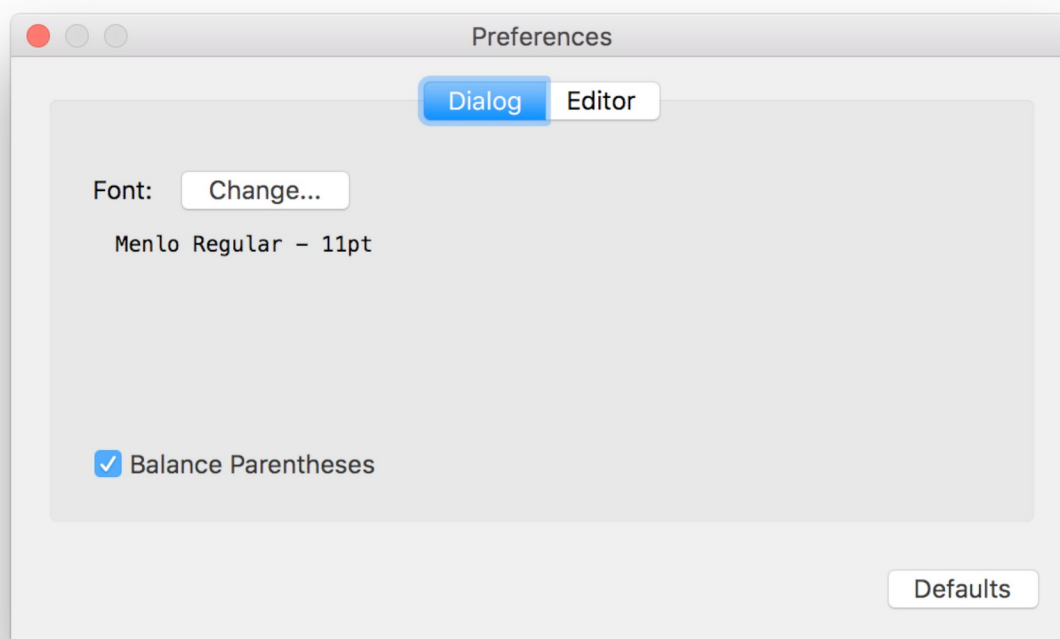 Preferences
Dialog Editor
Font: Change...
Menlo Regular – 11pt
Balance Parentheses
Defaults